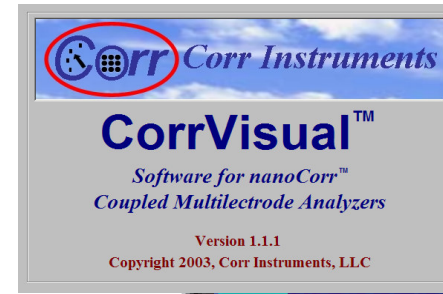 Corr Corr Instruments
CorrVisual™
Software for nanoCorr™
Coupled Multilectrode Analyzers
Version 1.1.1
Copyright 2003, Corr Instruments, LLC